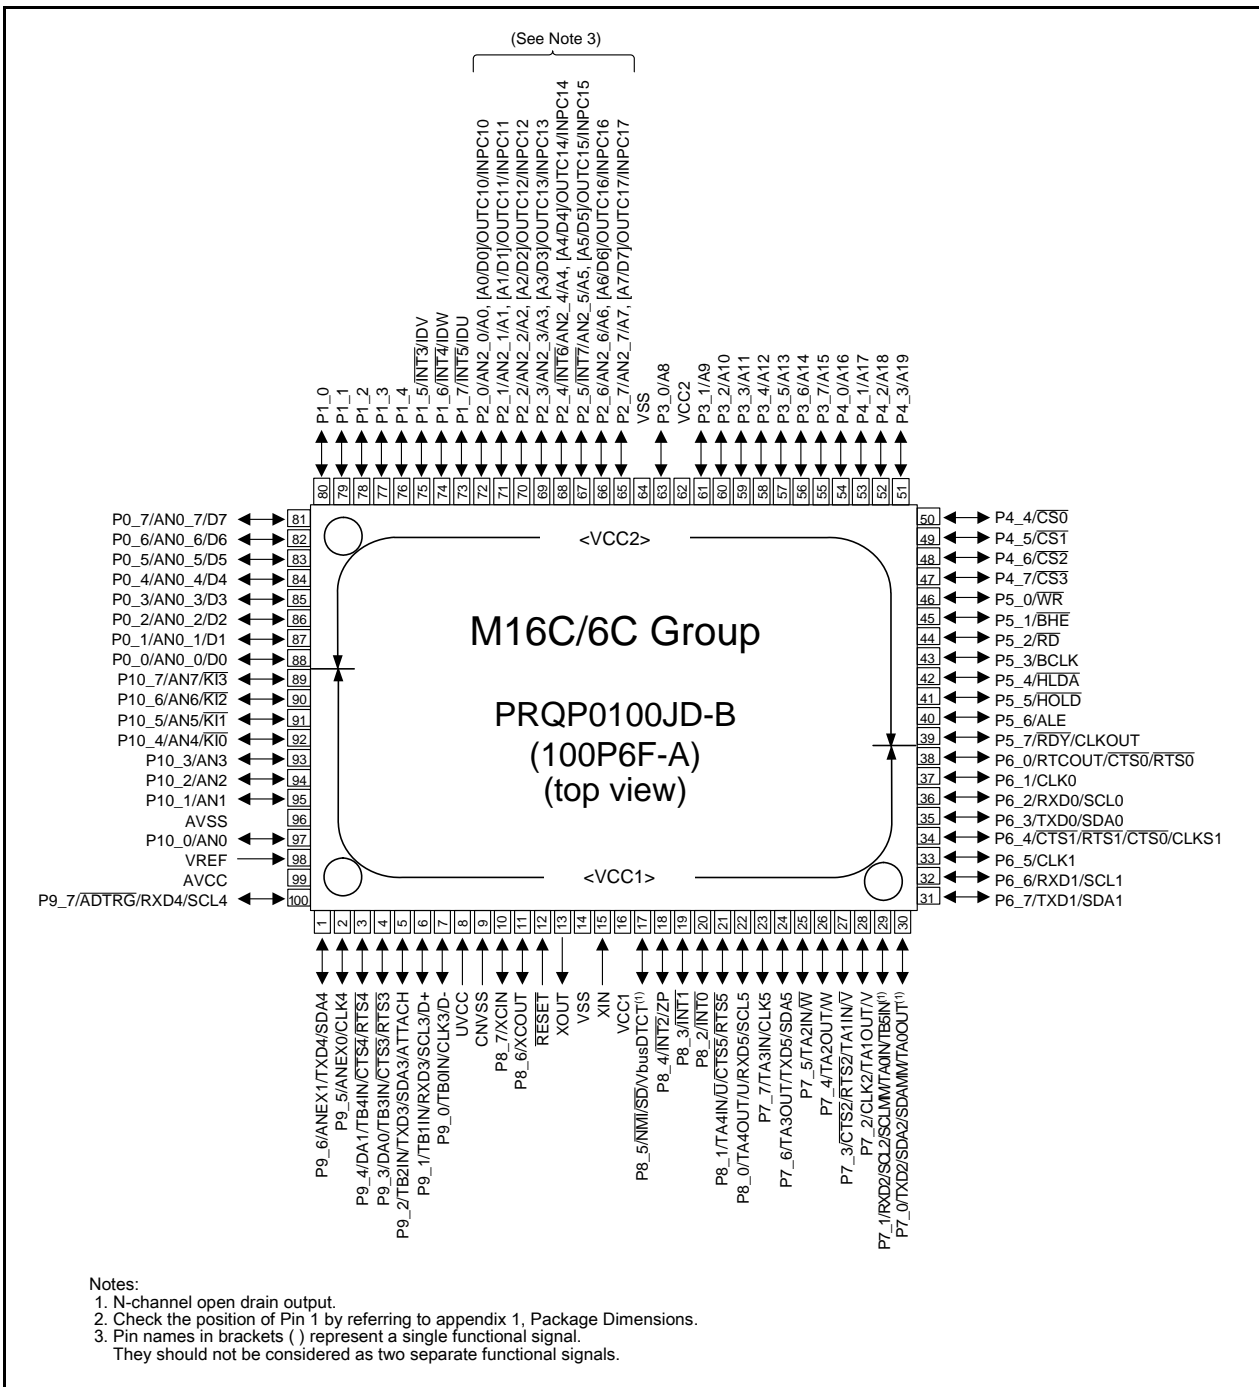 (See Note 3)
P1_0
P1_1
P1_2
P1_3
P1_4
P1_5/INT3/IDV
P1_6/INT4/IDW
P1_7/INT5/IDU
P2_0/AN2_0/A0, [A0/D0]/OUTC10/INPC10
P2_1/AN2_1/A1, [A1/D1]/OUTC11/INPC11
P2_2/AN2_2/A2, [A2/D2]/OUTC12/INPC12
P2_3/AN2_3/A3, [A3/D3]/OUTC13/INPC13
P2_4/INT6/AN2_4/A4, [A4/D4]/OUTC14/INPC14
P2_5/INT7/AN2_5/A5, [A5/D5]/OUTC15/INPC15
P2_6/AN2_6/A6, [A6/D6]/OUTC16/INPC16
P2_7/AN2_7/A7, [A7/D7]/OUTC17/INPC17
VSS
P3_0/A8
VCC2
P3_1/A9
P3_2/A10
P3_3/A11
P3_4/A12
P3_5/A13
P3_6/A14
P3_7/A15
P4_0/A16
P4_1/A17
P4_2/A18
P4_3/A19
80 79 78 77 76 75 74 73 72 71 70 69 68 67 66 65 64 63 62 61 60 59 58 57 56 55 54 53 52 51
P0_7/AN0_7/D7 81
P0_6/AN0_6/D6 82
P0_5/AN0_5/D5 83
P0_4/AN0_4/D4 84
P0_3/AN0_3/D3 85
P0_2/AN0_2/D2 86
P0_1/AN0_1/D1 87
P0_0/AN0_0/D0 88
P10_7/AN7/KI3 89
P10_6/AN6/KI2 90
P10_5/AN5/KI1 91
P10_4/AN4/KI0 92
P10_3/AN3 93
P10_2/AN2 94
P10_1/AN1 95
AVSS 96
P10_0/AN0 97
VREF 98
AVCC 99
P9_7/ADTRG/RXD4/SCL4 100
<VCC2>
M16C/6C Group
PRQP0100JD-B
(100P6F-A)
(top view)
<VCC1>
50 P4_4/CS0
49 P4_5/CS1
48 P4_6/CS2
47 P4_7/CS3
46 P5_0/WR
45 P5_1/BHE
44 P5_2/RD
43 P5_3/BCLK
42 P5_4/HLDA
41 P5_5/HOLD
40 P5_6/ALE
39 P5_7/RDY/CLKOUT
38 P6_0/RTCOUT/CTS0/RTS0
37 P6_1/CLK0
36 P6_2/RXD0/SCL0
35 P6_3/TXD0/SDA0
34 P6_4/CTS1/RTS1/CTS0/CLKS1
33 P6_5/CLK1
32 P6_6/RXD1/SCL1
31 P6_7/TXD1/SDA1
1 2 3 4 5 6 7 8 9 10 11 12 13 14 15 16 17 18 19 20 21 22 23 24 25 26 27 28 29 30
P9_6/ANEX1/TXD4/SDA4
P9_5/ANEX0/CLK4
P9_4/DA1/TB4IN/CTS4/RTS4
P9_3/DA0/TB3IN/CTS3/RTS3
P9_2/TB2IN/TXD3/SDA3/ATTACH
P9_1/TB1IN/RXD3/SCL3/D+
P9_0/TB0IN/CLK3/D-
UVCC
CNVSS
P8_7/XCIN
P8_6/XCOUT
RESET
XOUT
VSS
XIN
VCC1
P8_5/NMI/SD/VbusDTCT(1)
P8_4/INT2/ZP
P8_3/INT1
P8_2/INT0
P8_1/TA4IN/U/CTS5/RTS5
P8_0/TA4OUT/U/RXD5/SCL5
P7_7/TA3IN/CLK5
P7_6/TA3OUT/TXD5/SDA5
P7_5/TA2IN/W
P7_4/TA2OUT/W
P7_3/CTS2/RTS2/TA1IN/V
P7_2/CLK2/TA1OUT/V
P7_1/RXD2/SCL2/SCLMM/TA0IN/TB5IN(1)
P7_0/TXD2/SDA2/SDAMM/TA0OUT(1)
Notes:
1. N-channel open drain output.
2. Check the position of Pin 1 by referring to appendix 1, Package Dimensions.
3. Pin names in brackets ( ) represent a single functional signal.
They should not be considered as two separate functional signals.